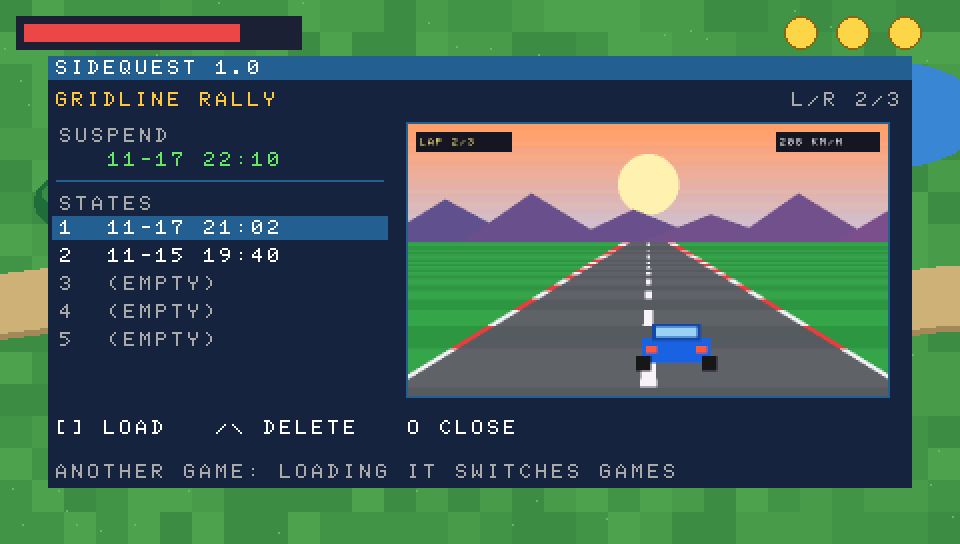 SIDEQUEST 1.0
GRIDLINE RALLY
L/R 2/3
SUSPEND
11-17 22:10
STATES
1 11-17 21:02
2 11-15 19:40
3 (EMPTY)
4 (EMPTY)
5 (EMPTY)
LAP 2/3
208 KM/H
[] LOAD /\ DELETE O CLOSE
ANOTHER GAME: LOADING IT SWITCHES GAMES